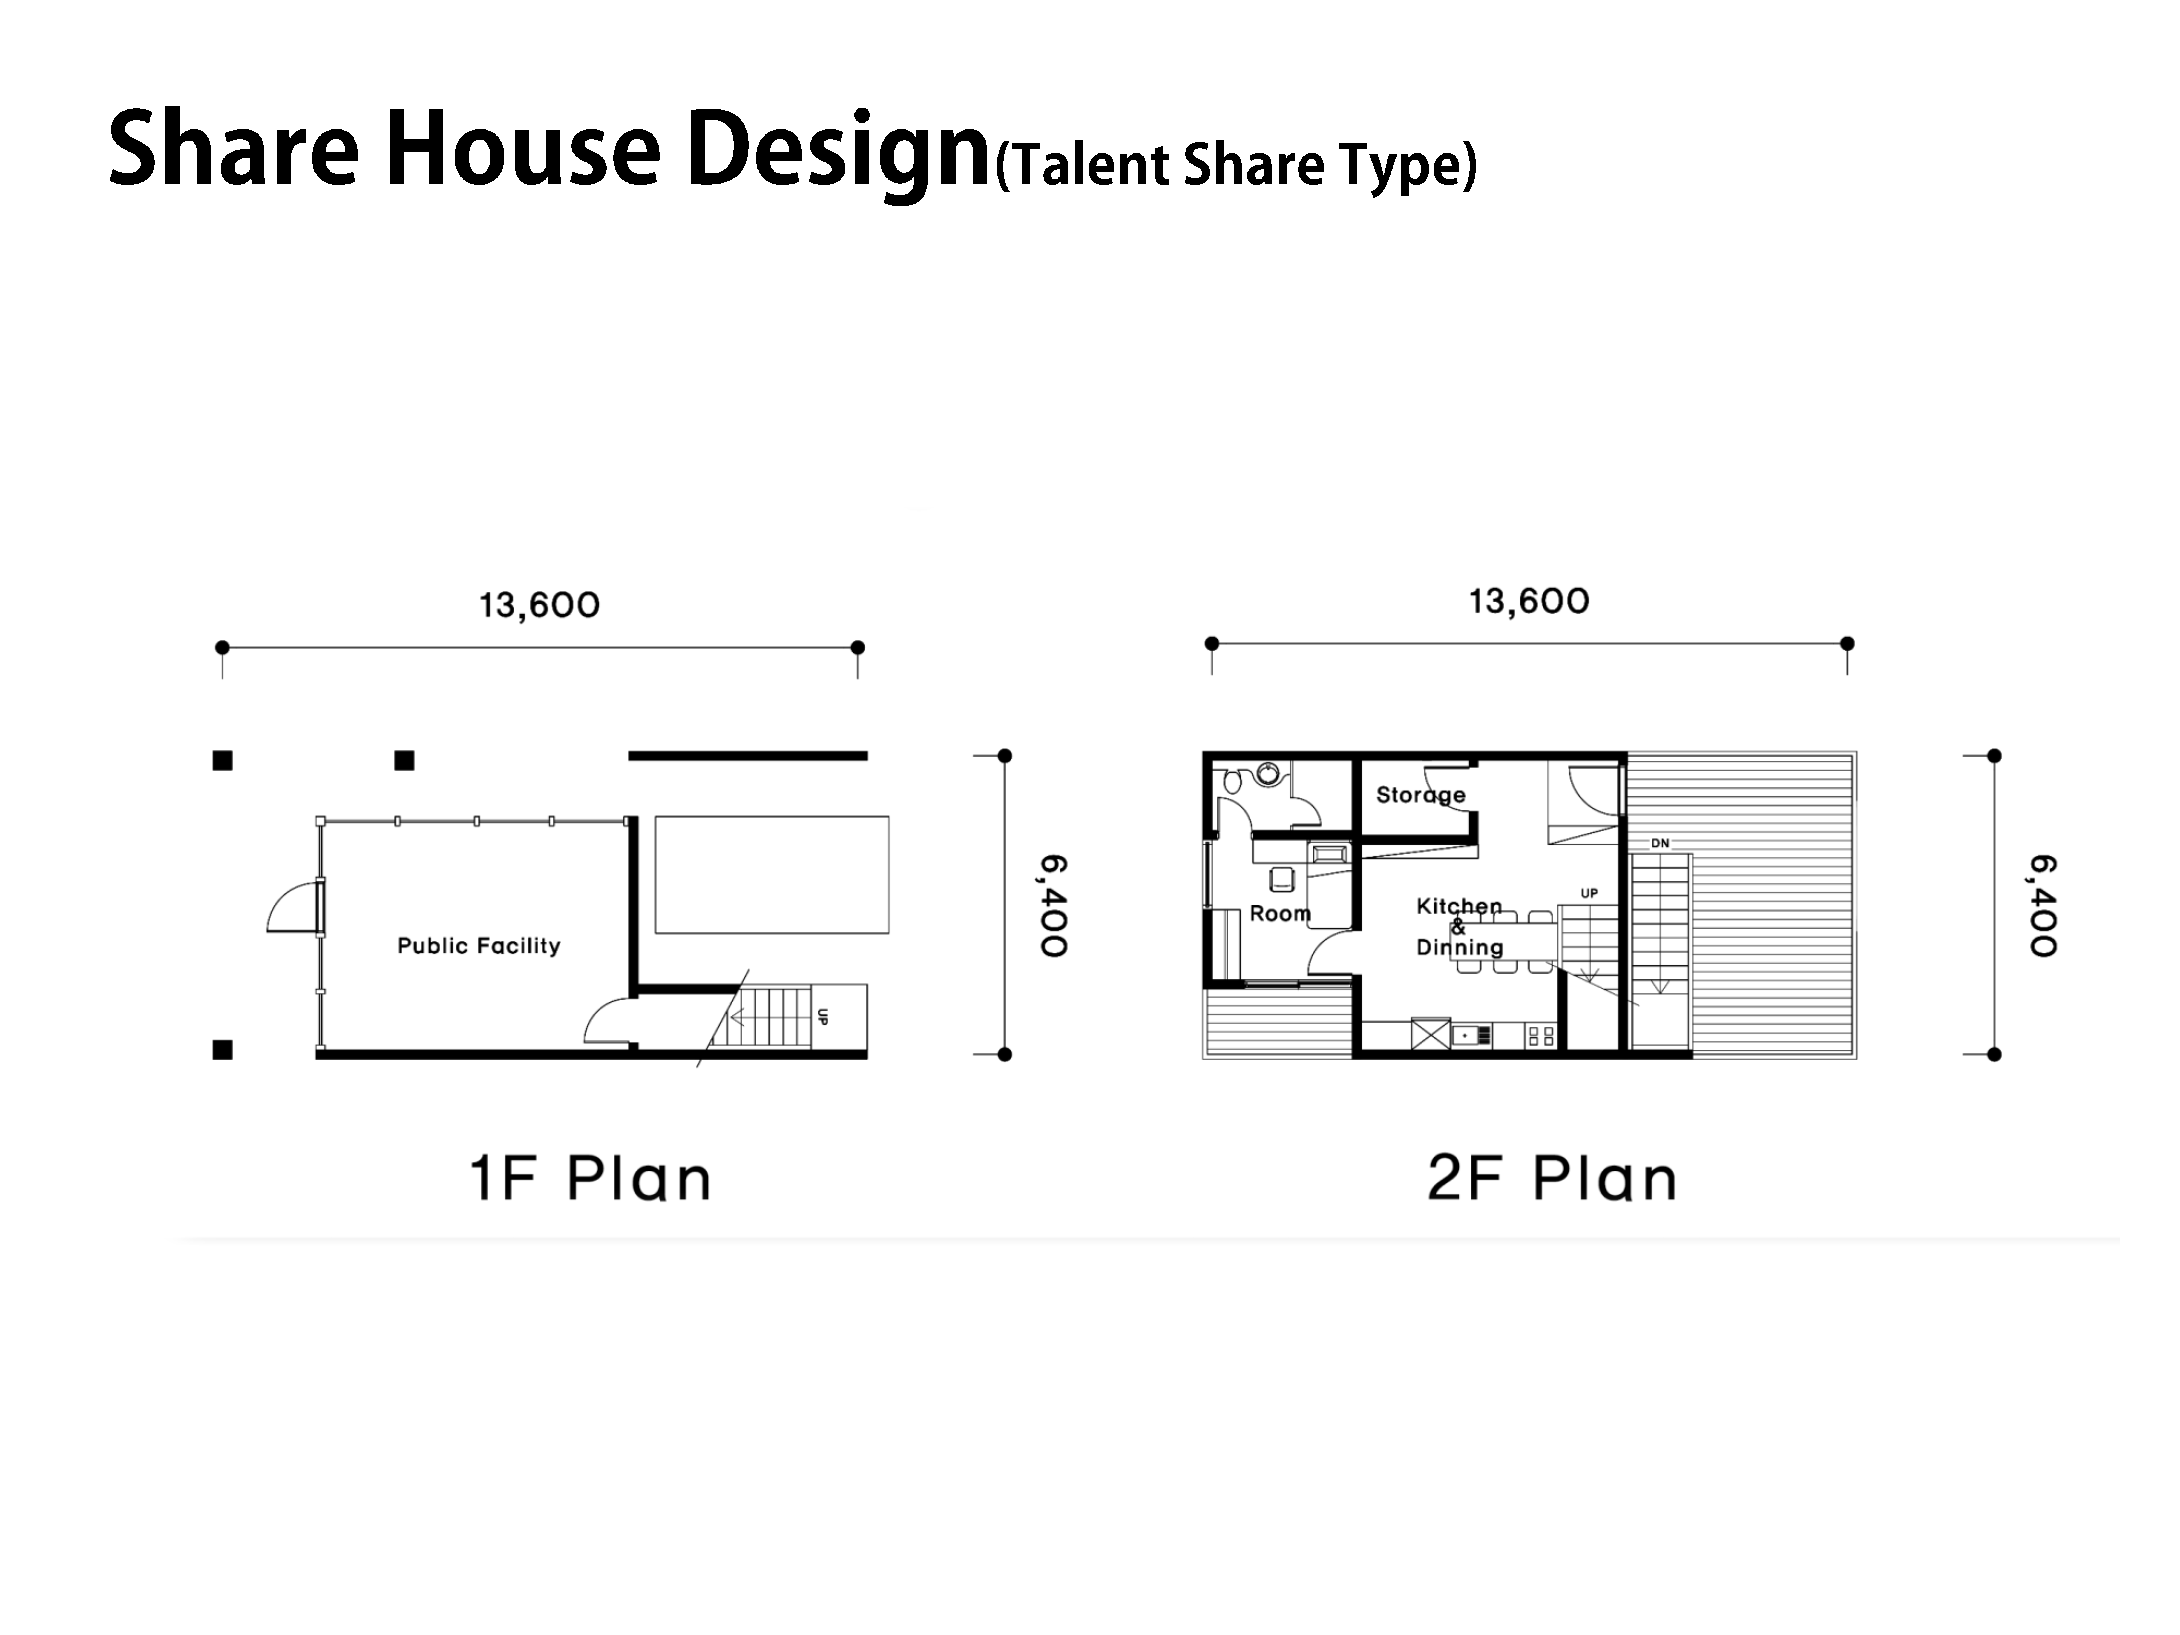 Share House Design(Talent Share Type)
13,600
6,400
Public Facility
UP
1F Plan
13,600
6,400
Storage
DN
UP
Room
Kitchen
&
Dinning
2F Plan